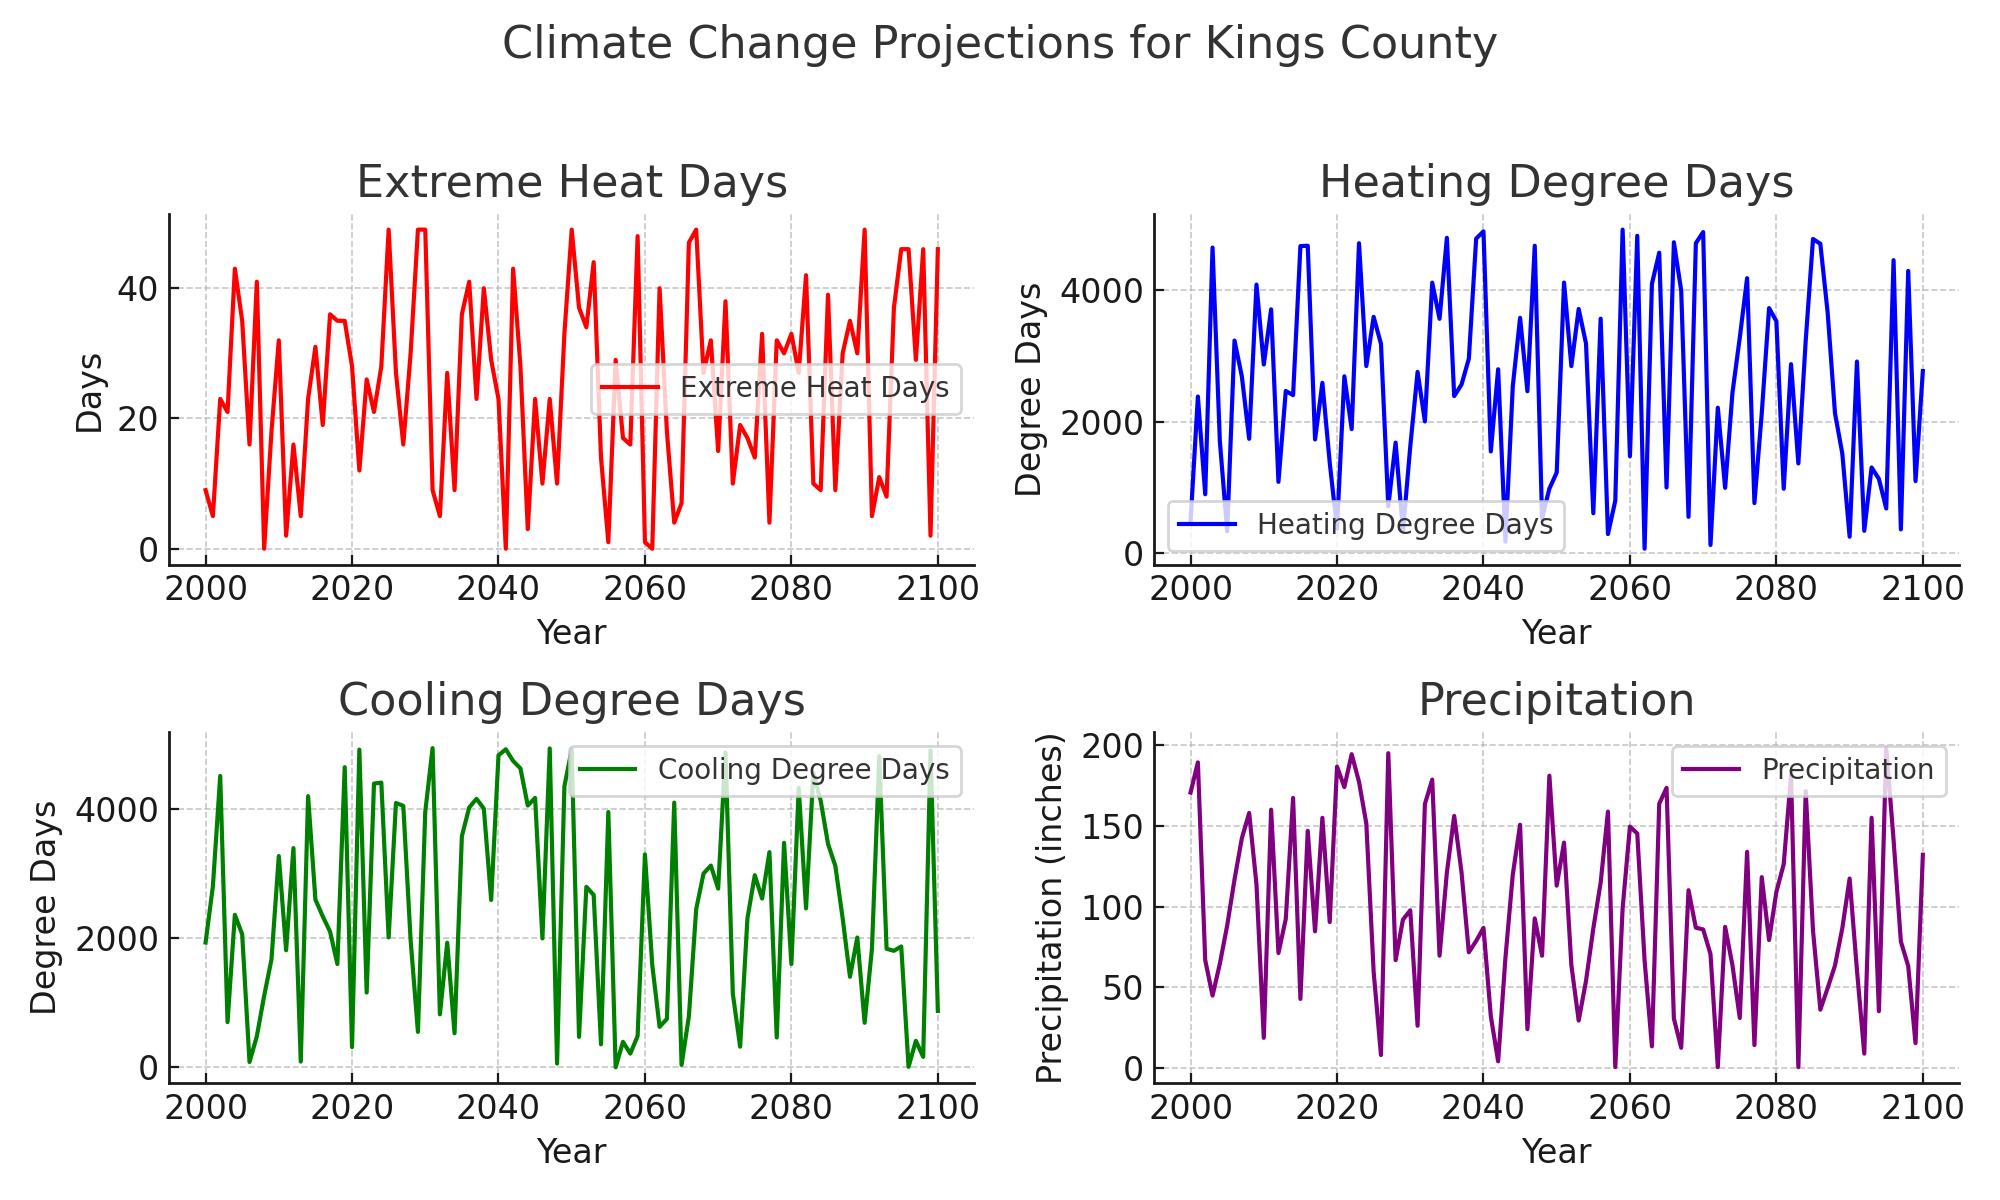 Climate Change Projections for Kings County
Extreme Heat Days
Days
40
20
0
Extreme Heat Days
2000 2020 2040 2060 2080 2100
Year
Heating Degree Days
Degree Days
4000
2000
0
Heating Degree Days
2000 2020 2040 2060 2080 2100
Year
Cooling Degree Days
Degree Days
4000
2000
0
Cooling Degree Days
2000 2020 2040 2060 2080 2100
Year
Precipitation
Precipitation (inches)
200
150
100
50
0
Precipitation
2000 2020 2040 2060 2080 2100
Year